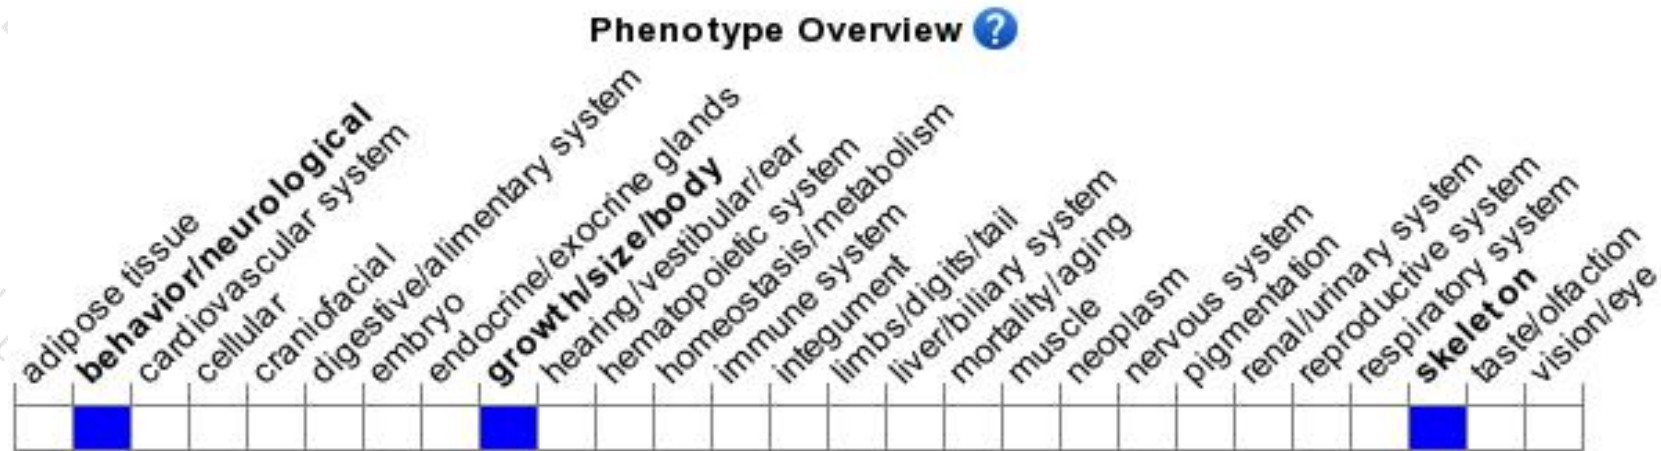 Phenotype Overview ?
adipose tissue
behavior/neurological
cardiovascular system
cellular
craniofacial
digestive/alimentary system
embryo
endocrine/exocrine glands
growth/size/body
hearing/vestibular/ear
hematopoietic system
homeostasis/metabolism
immune system
integument
limbs/digits/tail
liver/biliary system
mortality/aging
muscle
neoplasm
nervous system
pigmentation
renal/urinary system
reproductive system
respiratory system
skeleton
taste/olfaction
vision/eye